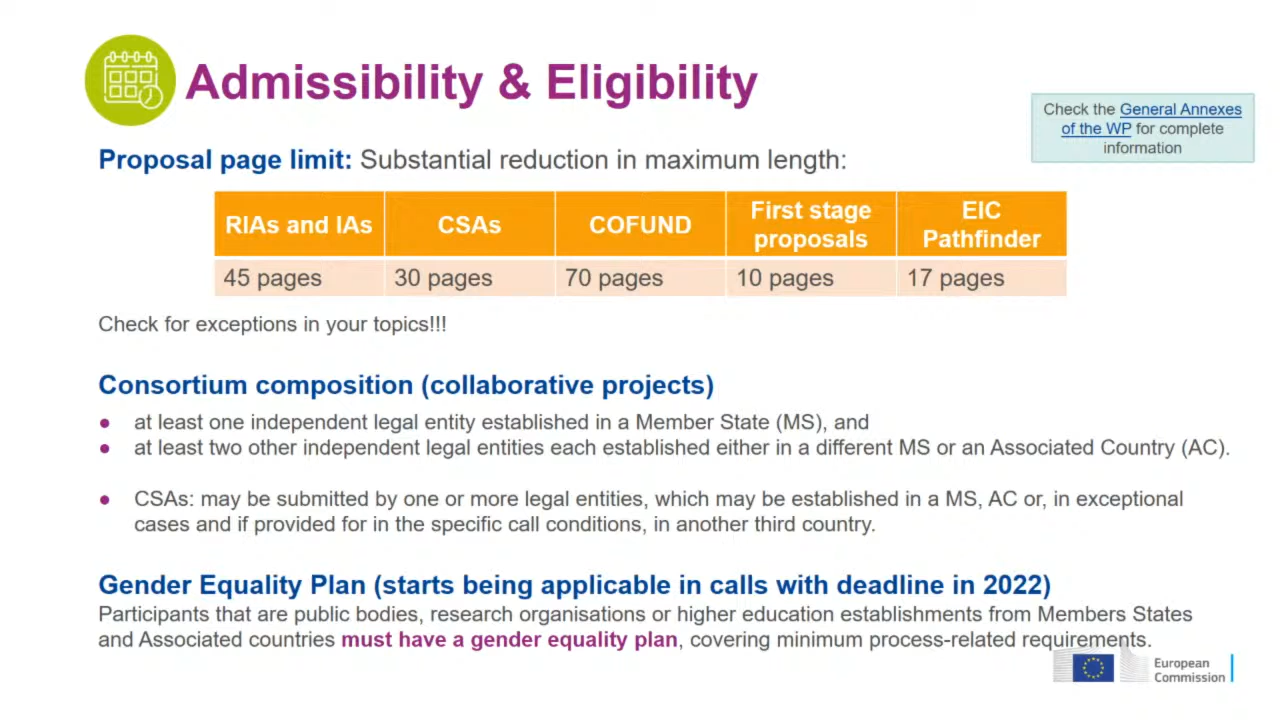 Admissibility & Eligibility
Check the General Annexes
of the WP for complete
information
Proposal page limit: Substantial reduction in maximum length:
RIAs and IAs
CSAs
COFUND
First stage
proposals
EIC
Pathfinder
45 pages
30 pages
70 pages
10 pages
17 pages
Check for exceptions in your topics!!!
Consortium composition (collaborative projects)
● at least one independent legal entity established in a Member State (MS), and
● at least two other independent legal entities each established either in a different MS or an Associated Country (AC).
● CSAs: may be submitted by one or more legal entities, which may be established in a MS, AC or, in exceptional
cases and if provided for in the specific call conditions, in another third country.
Gender Equality Plan (starts being applicable in calls with deadline in 2022)
Participants that are public bodies, research organisations or higher education establishments from Members States
and Associated countries must have a gender equality plan, covering minimum process-related requirements.
European
Commission